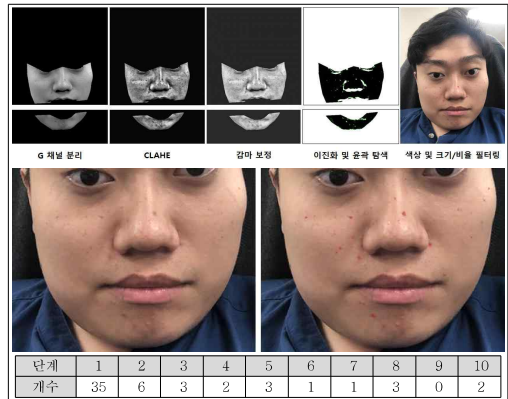 G 채널 분리 CLAHE 감마 보정 이진화 및 윤곽 탐색 색상 및 크기/비율 필터링
단계 1 2 3 4 5 6 7 8 9 10
개수 35 6 3 2 3 1 1 3 0 2